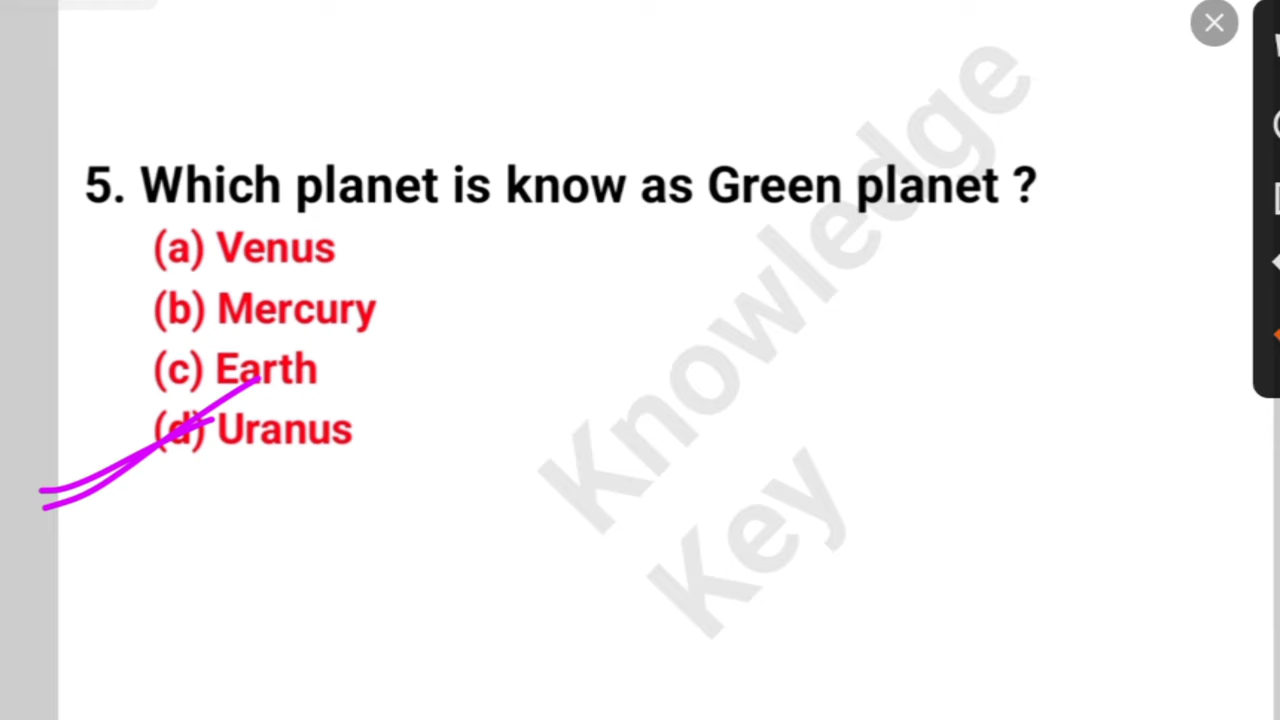 5. Which planet is know as Green planet ?
(a) Venus
(b) Mercury
(c) Earth
(d) Uranus
Knowledge
Key